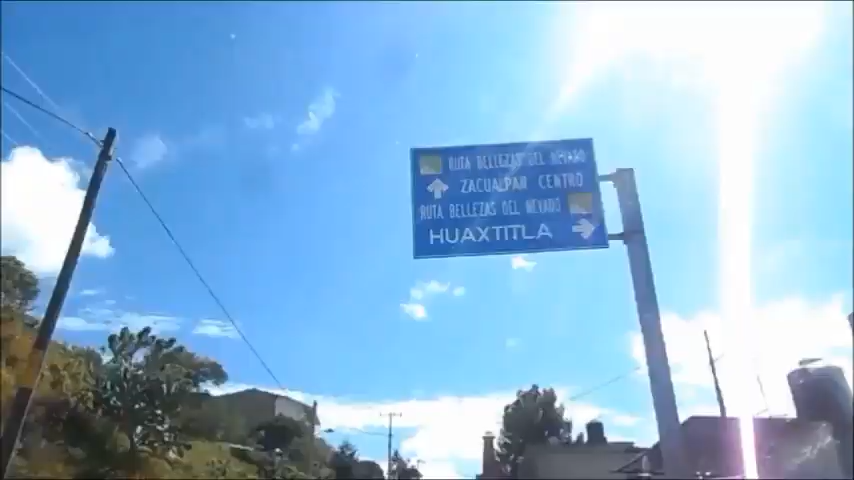 RUTA BELLEZAS DEL NEVADO
ZACUALPAN CENTRO
RUTA BELLEZAS DEL NEVADO
HUAXTITLA